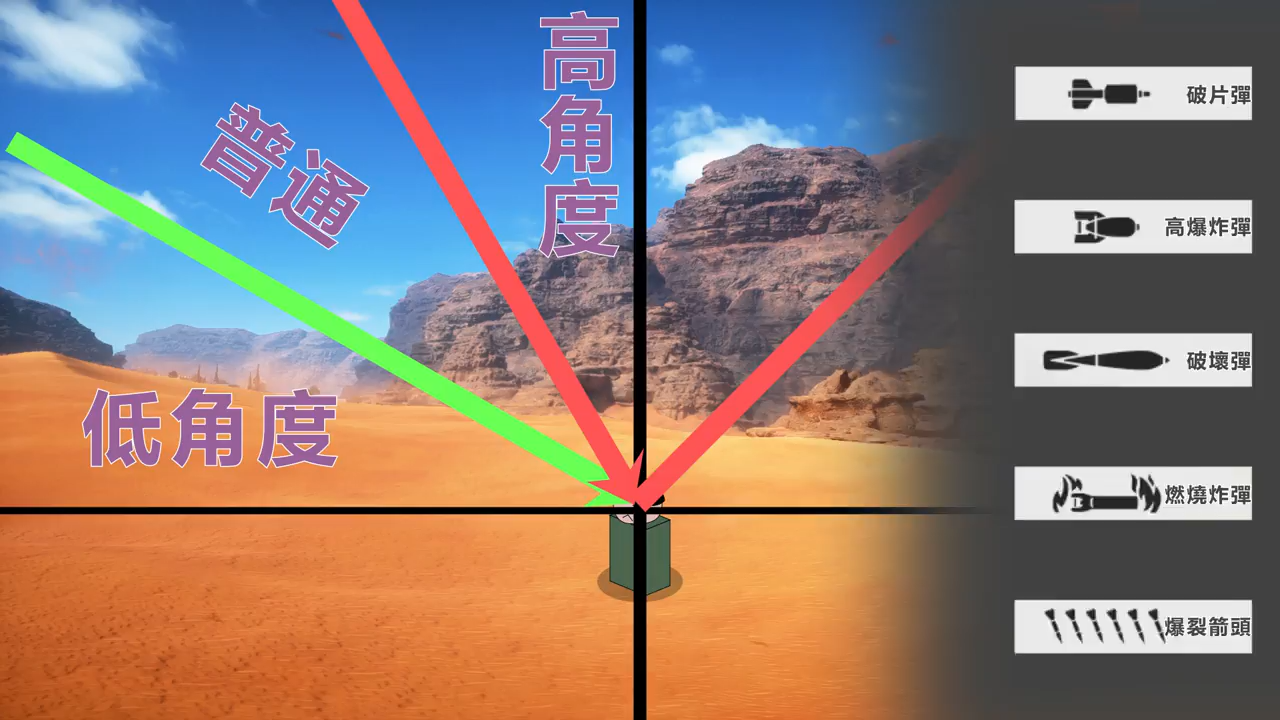 高角度
普通
低角度
破片彈
高爆炸彈
破壞彈
燃燒炸彈
爆裂箭頭